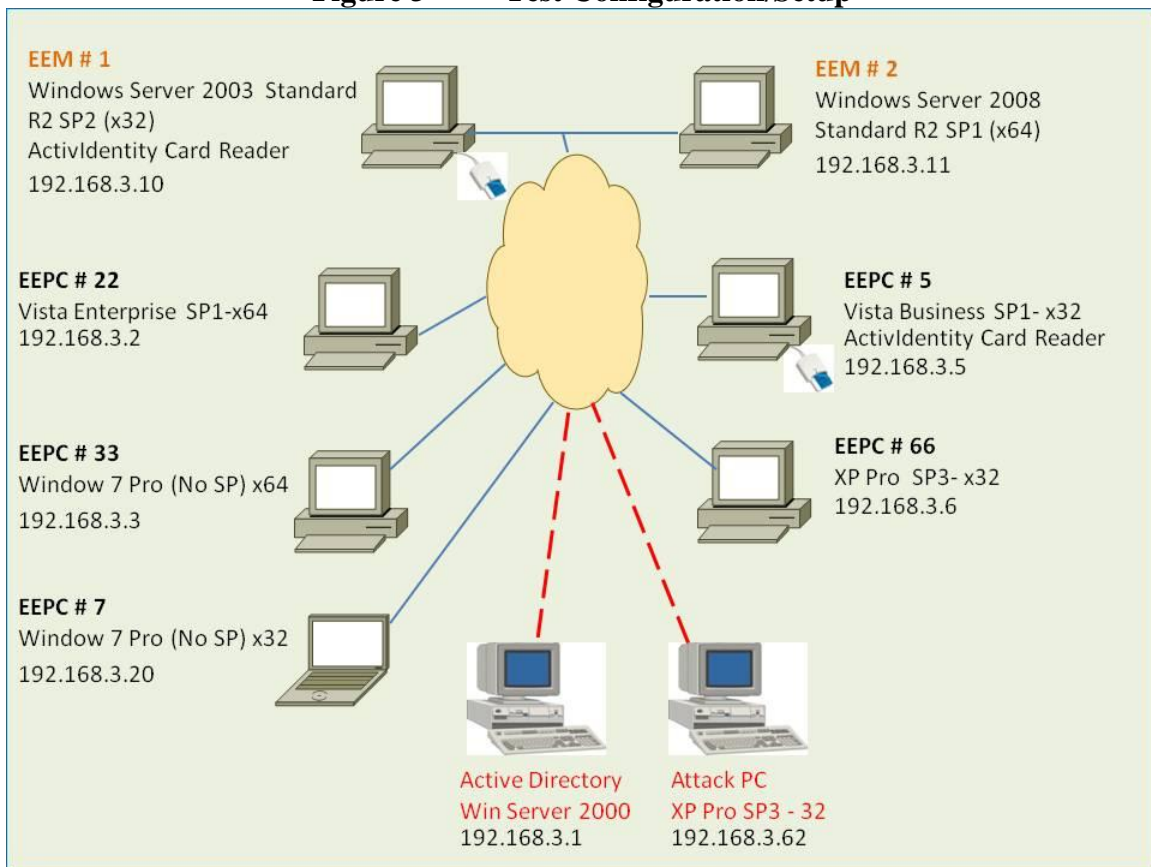 Figure 3 Test Configuration/Setup
EEM # 1
Windows Server 2003 Standard
R2 SP2 (x32)
ActivIdentity Card Reader
192.168.3.10
EEM # 2
Windows Server 2008
Standard R2 SP1 (x64)
192.168.3.11
EEPC # 22
Vista Enterprise SP1-x64
192.168.3.2
EEPC # 5
Vista Business SP1- x32
ActivIdentity Card Reader
192.168.3.5
EEPC # 33
Window 7 Pro (No SP) x64
192.168.3.3
EEPC # 66
XP Pro SP3- x32
192.168.3.6
EEPC # 7
Window 7 Pro (No SP) x32
192.168.3.20
Active Directory
Win Server 2000
192.168.3.1
Attack PC
XP Pro SP3 - 32
192.168.3.62